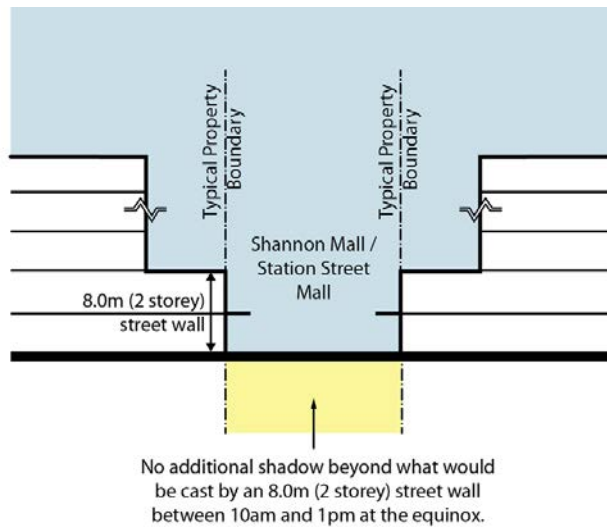 Typical Property
Boundary
Typical Property
Boundary
Shannon Mall /
Station Street
Mall
8.0m (2 storey)
street wall
No additional shadow beyond what would
be cast by an 8.0m (2 storey) street wall
between 10am and 1pm at the equinox.